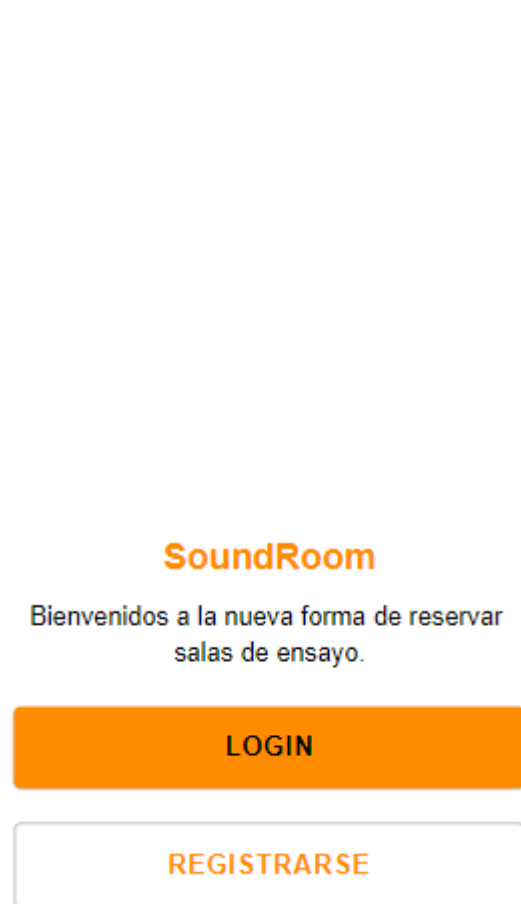 SoundRoom
Bienvenidos a la nueva forma de reservar
salas de ensayo.
LOGIN
REGISTRARSE